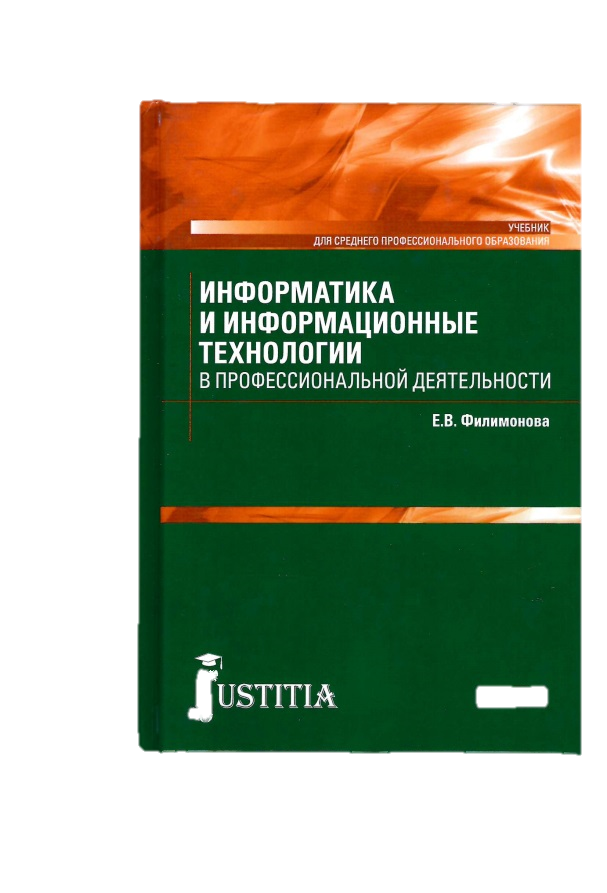 УЧЕБНИК
ДЛЯ СРЕДНЕГО ПРОФЕССИОНАЛЬНОГО ОБРАЗОВАНИЯ
ИНФОРМАТИКА
И ИНФОРМАЦИОННЫЕ
ТЕХНОЛОГИИ
В ПРОФЕССИОНАЛЬНОЙ ДЕЯТЕЛЬНОСТИ
Е.В. Филимонова
JUSTITIA